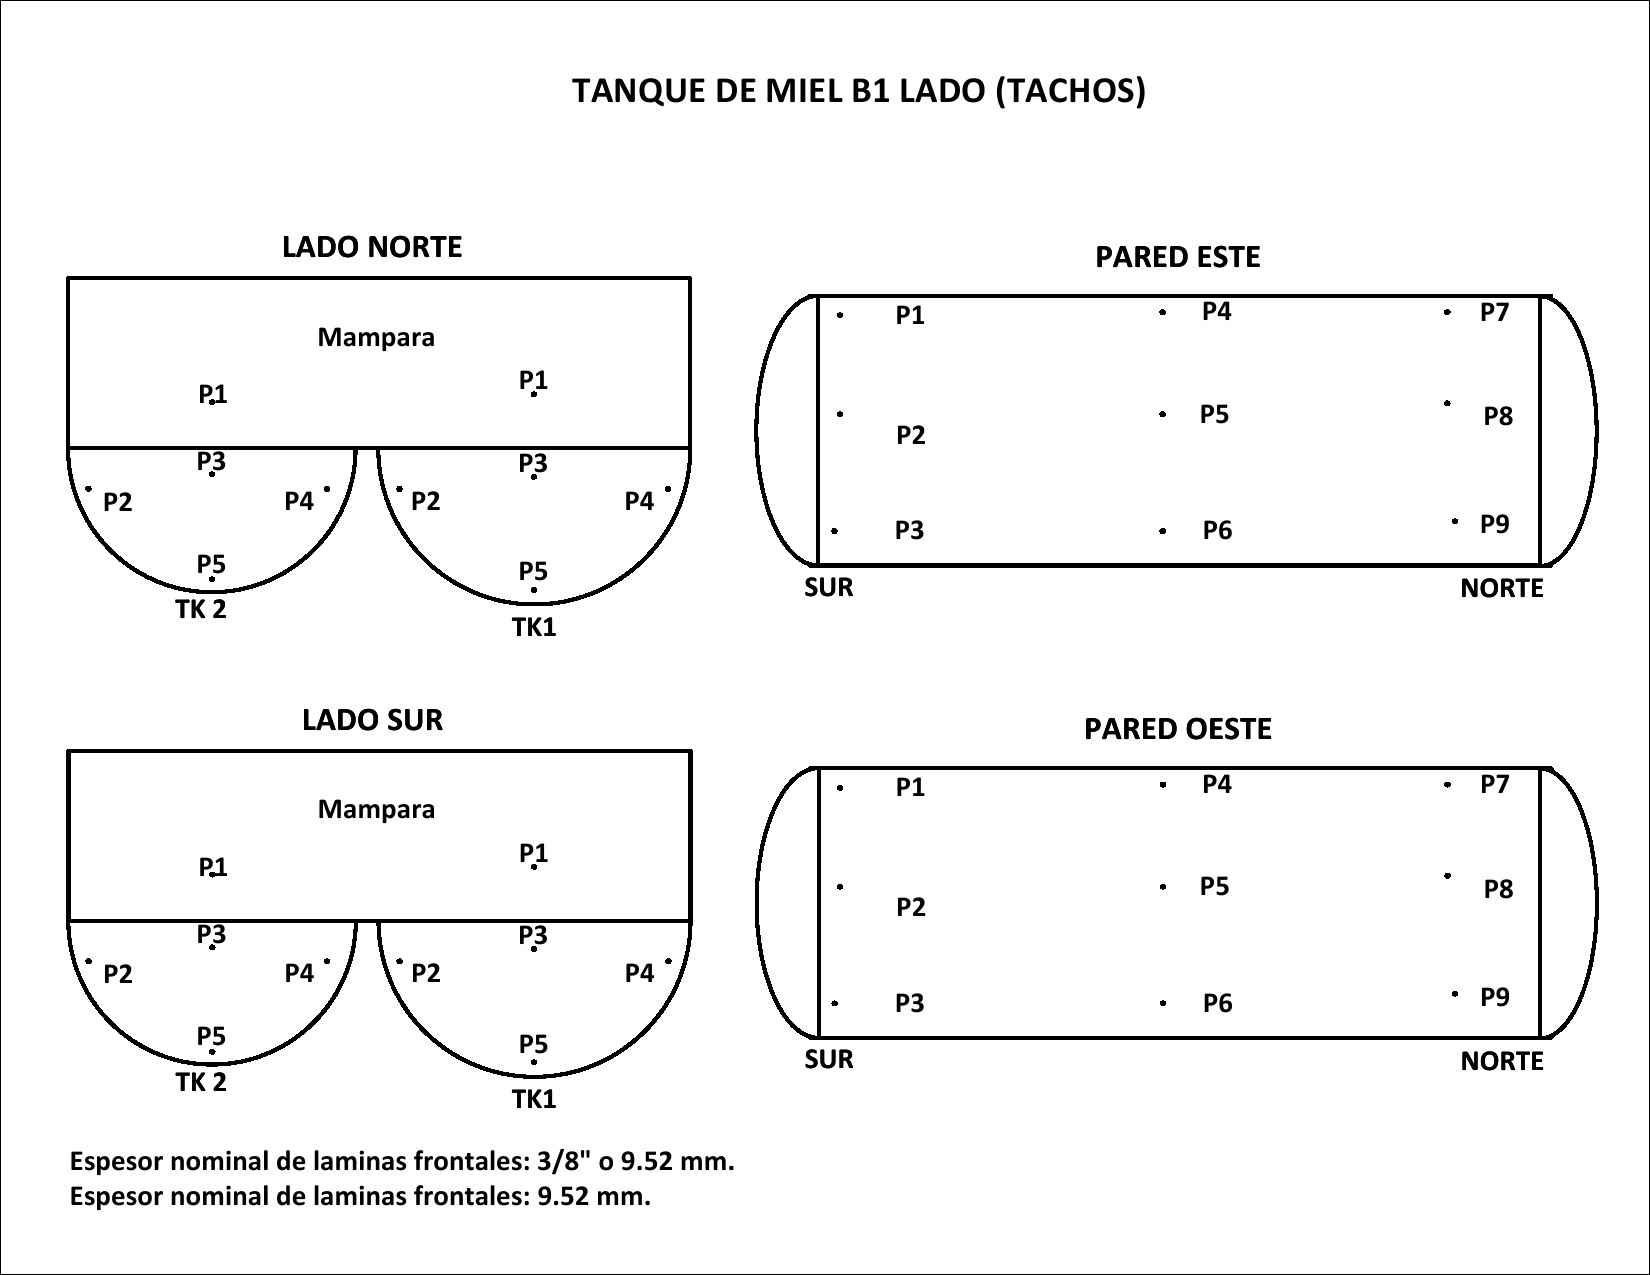 TANQUE DE MIEL B1 LADO (TACHOS)
LADO NORTE
Mampara
P1
P1
P3
P3
P2
P4
P2
P4
P5
P5
TK 2
TK1
PARED ESTE
P1
P4
P7
P2
P5
P8
P3
P6
P9
SUR
NORTE
LADO SUR
Mampara
P1
P1
P3
P3
P2
P4
P2
P4
P5
P5
TK 2
TK1
PARED OESTE
P1
P4
P7
P2
P5
P8
P3
P6
P9
SUR
NORTE
Espesor nominal de laminas frontales: 3/8" o 9.52 mm.
Espesor nominal de laminas frontales: 9.52 mm.